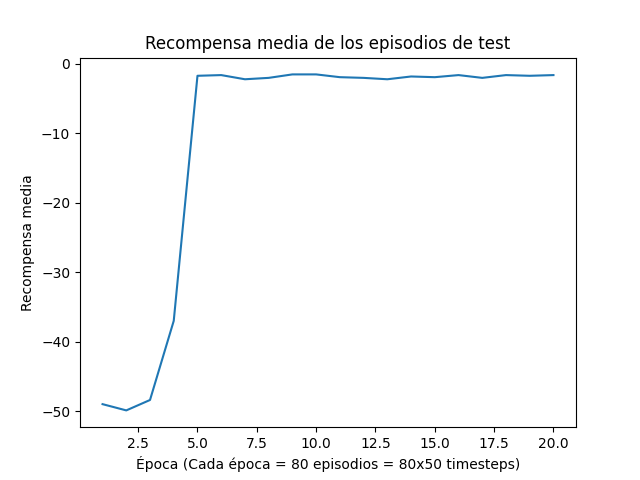 Recompensa media de los episodios de test
Recompensa media
0
−10
−20
−30
−40
−50
2.5 5.0 7.5 10.0 12.5 15.0 17.5 20.0
Época (Cada época = 80 episodios = 80x50 timesteps)